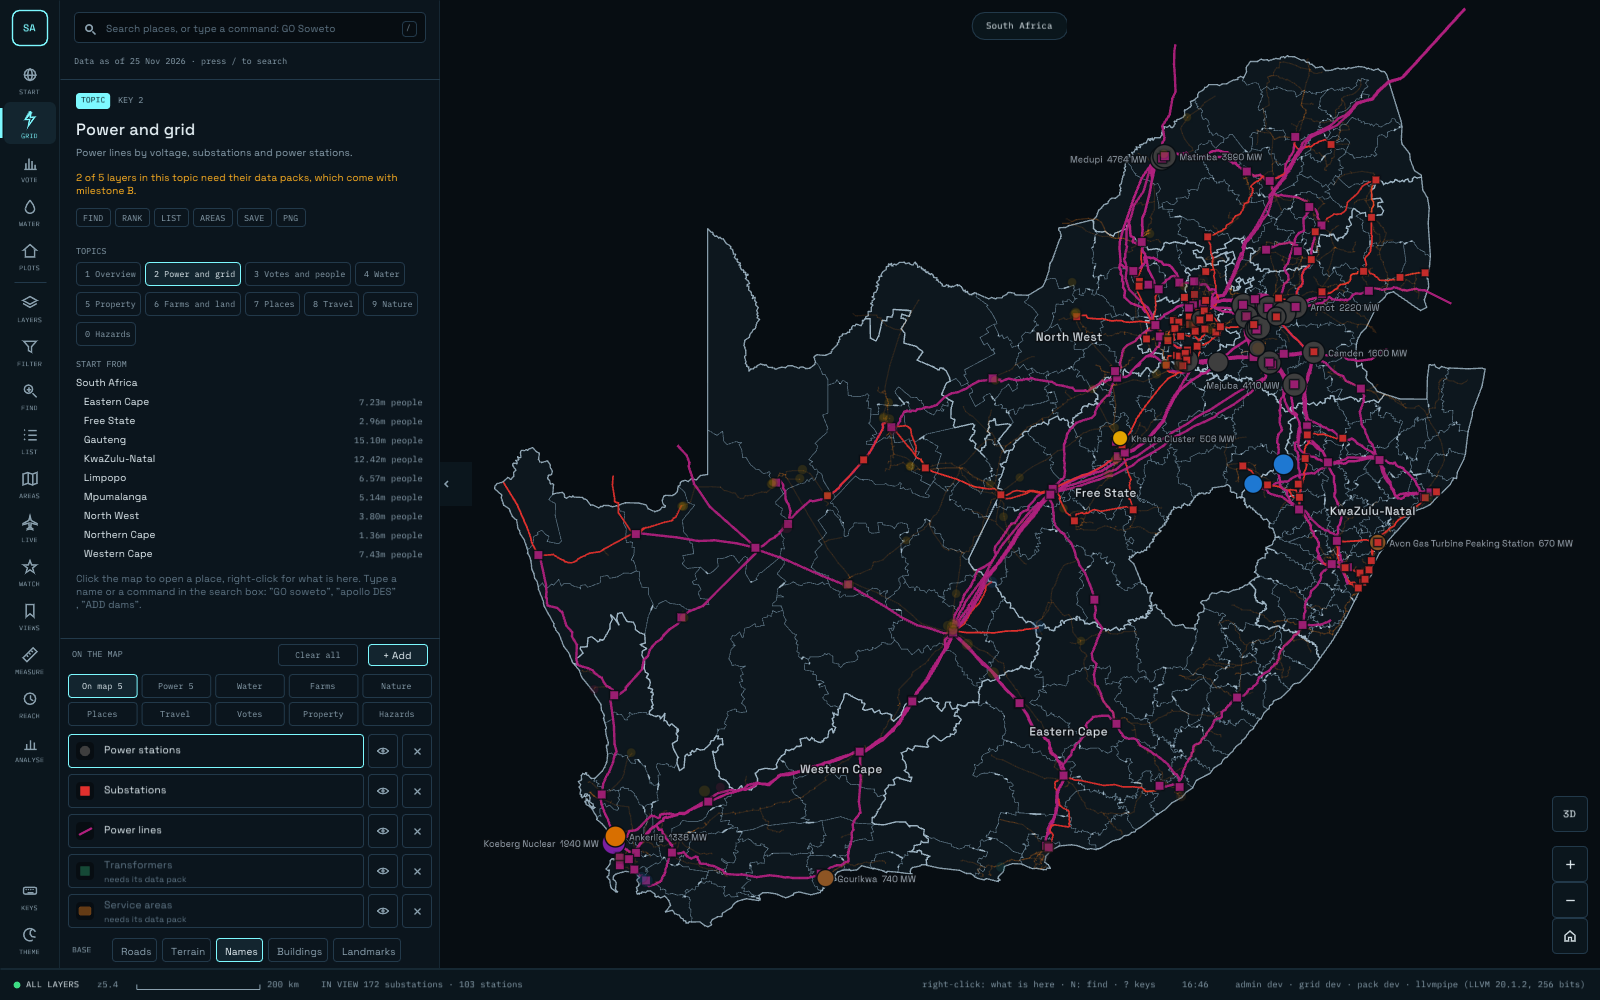 SA
START
GRID
VOTE
WATER
PLOTS
LAYERS
FILTER
FIND
LIST
AREAS
LIVE
WATCH
VIEWS
MEASURE
REACH
ANALYSE
KEYS
THEME
Search places, or type a command: GO Soweto /
Data as of 25 Nov 2026 · press / to search
TOPIC KEY 2
Power and grid
Power lines by voltage, substations and power stations.
2 of 5 layers in this topic need their data packs, which come with
milestone B.
FIND RANK LIST AREAS SAVE PNG
TOPICS
1 Overview 2 Power and grid 3 Votes and people 4 Water
5 Property 6 Farms and land 7 Places 8 Travel 9 Nature
0 Hazards
START FROM
South Africa
Eastern Cape 7.23m people
Free State 2.96m people
Gauteng 15.10m people
KwaZulu-Natal 12.42m people
Limpopo 6.57m people
Mpumalanga 5.14m people
North West 3.80m people
Northern Cape 1.36m people
Western Cape 7.43m people
Click the map to open a place, right-click for what is here. Type a
name or a command in the search box: "GO soweto", "apollo DES"
, "ADD dams".
ON THE MAP Clear all + Add
On map 5 Power 5 Water Farms Nature
Places Travel Votes Property Hazards
Power stations
Substations
Power lines
Transformers
needs its data pack
Service areas
needs its data pack
BASE Roads Terrain Names Buildings Landmarks
South Africa
Medupi 4764 MW
Matimba 3990 MW
Arnot 2220 MW
North West
Camden 1600 MW
Majuba 4110 MW
Khauta Cluster 506 MW
Free State
KwaZulu-Natal
Avon Gas Turbine Peaking Station 670 MW
Eastern Cape
Western Cape
Ankerlig 1338 MW
Koeberg Nuclear 1940 MW
Gourikwa 740 MW
3D
+
−
ALL LAYERS z5.4 200 km IN VIEW 172 substations · 103 stations
right-click: what is here · N: find · ? keys 16:46 admin dev · grid dev · pack dev · llvmpipe (LLVM 20.1.2, 256 bits)